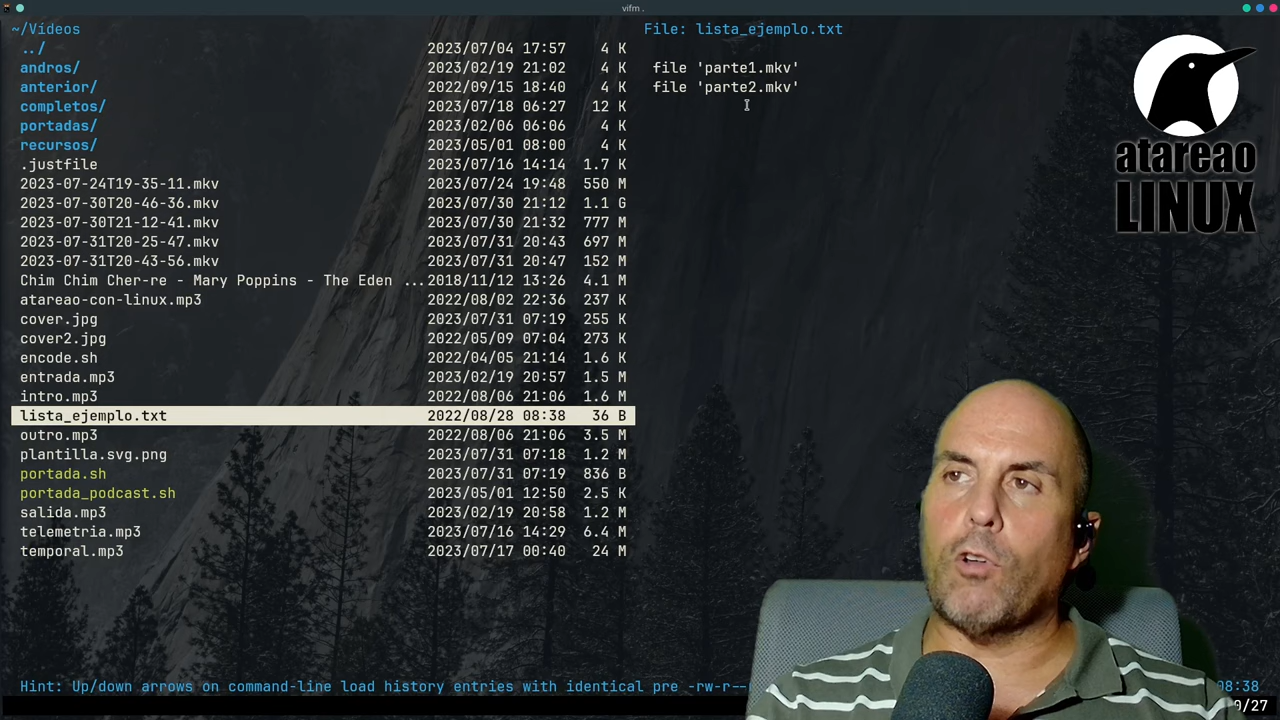 vifm .
~/Videos
../ 2023/07/04 17:57 4 K
andros/ 2023/02/19 21:02 4 K
anterior/ 2022/09/15 18:40 4 K
completos/ 2023/07/18 06:27 12 K
portadas/ 2023/02/06 06:06 4 K
recursos/ 2023/05/01 08:00 4 K
.justfile 2023/07/16 14:14 1.7 K
2023-07-24T19-35-11.mkv 2023/07/24 19:48 550 M
2023-07-30T20-46-36.mkv 2023/07/30 21:12 1.1 G
2023-07-30T21-12-41.mkv 2023/07/30 21:32 777 M
2023-07-31T20-25-47.mkv 2023/07/31 20:43 697 M
2023-07-31T20-43-56.mkv 2023/07/31 20:47 152 M
Chim Chim Cher-re - Mary Poppins - The Eden ...2018/11/12 13:26 4.1 M
atareao-con-linux.mp3 2022/08/02 22:36 237 K
cover.jpg 2023/07/31 07:19 255 K
cover2.jpg 2022/05/09 07:04 273 K
encode.sh 2022/04/05 21:14 1.6 K
entrada.mp3 2023/02/19 20:57 1.5 M
intro.mp3 2022/08/06 21:06 1.6 M
lista_ejemplo.txt 2022/08/28 08:38 36 B
outro.mp3 2022/08/06 21:06 3.5 M
plantilla.svg.png 2023/07/31 07:18 1.2 M
portada.sh 2023/07/31 07:19 836 B
portada_podcast.sh 2023/05/01 12:50 2.5 K
salida.mp3 2023/02/19 20:58 1.2 M
telemetria.mp3 2023/07/16 14:29 6.4 M
temporal.mp3 2023/07/17 00:40 24 M
File: lista_ejemplo.txt
file 'parte1.mkv'
file 'parte2.mkv'
atareao
LINUX
Hint: Up/down arrows on command-line load history entries with identical pre -rw-r-- 08:38
/27